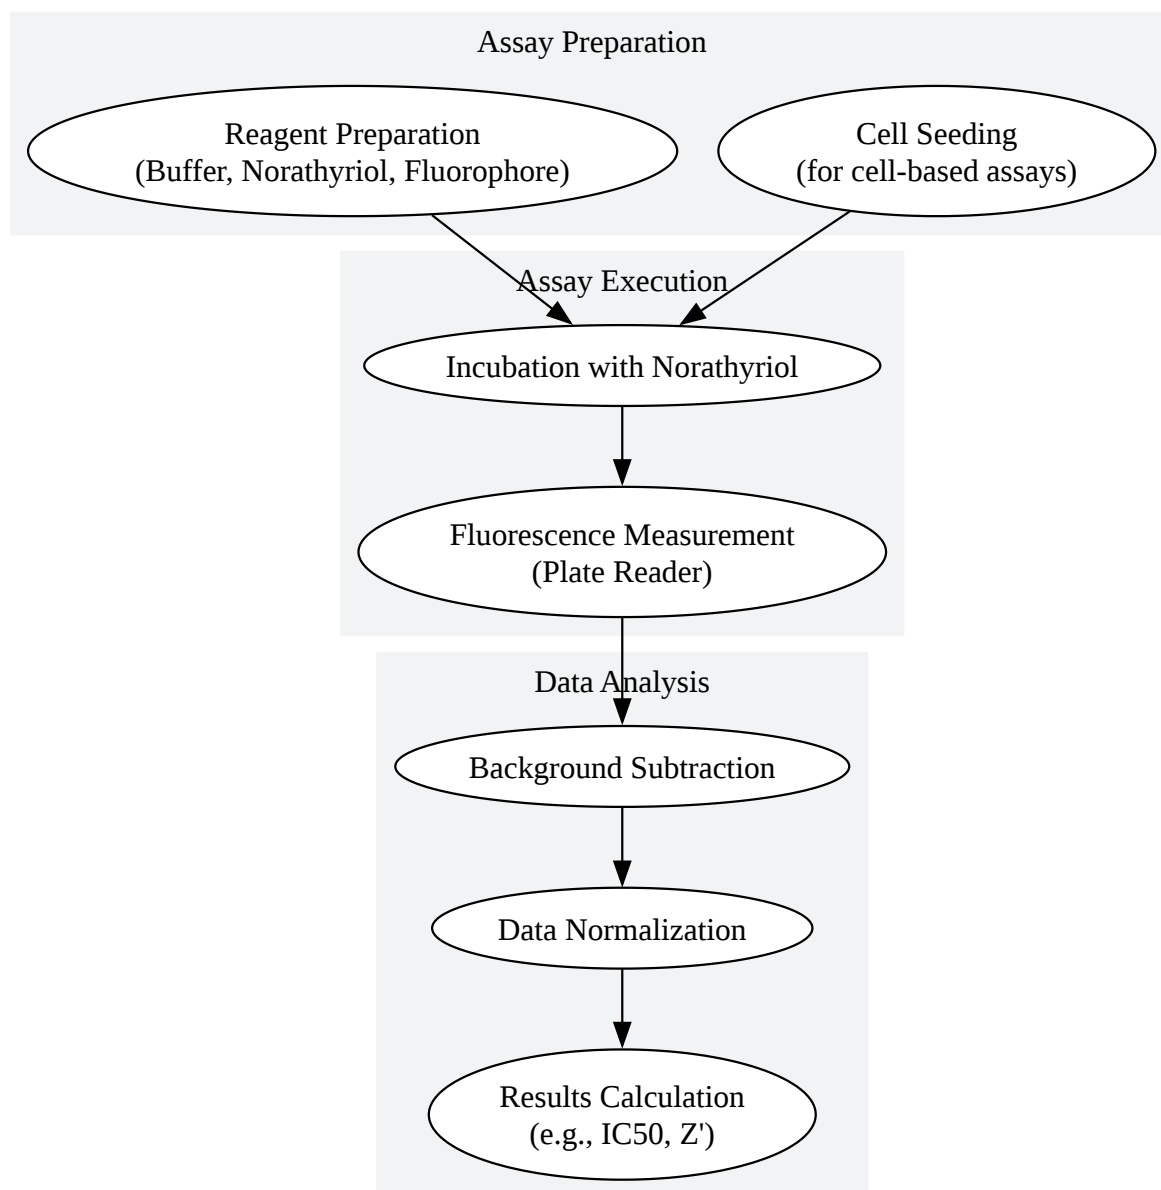 Assay Preparation
Reagent Preparation
(Buffer, Norathyriol, Fluorophore)
Cell Seeding
(for cell-based assays)
Assay Execution
Incubation with Norathyriol
Fluorescence Measurement
(Plate Reader)
Data Analysis
Background Subtraction
Data Normalization
Results Calculation
(e.g., IC50, Z')